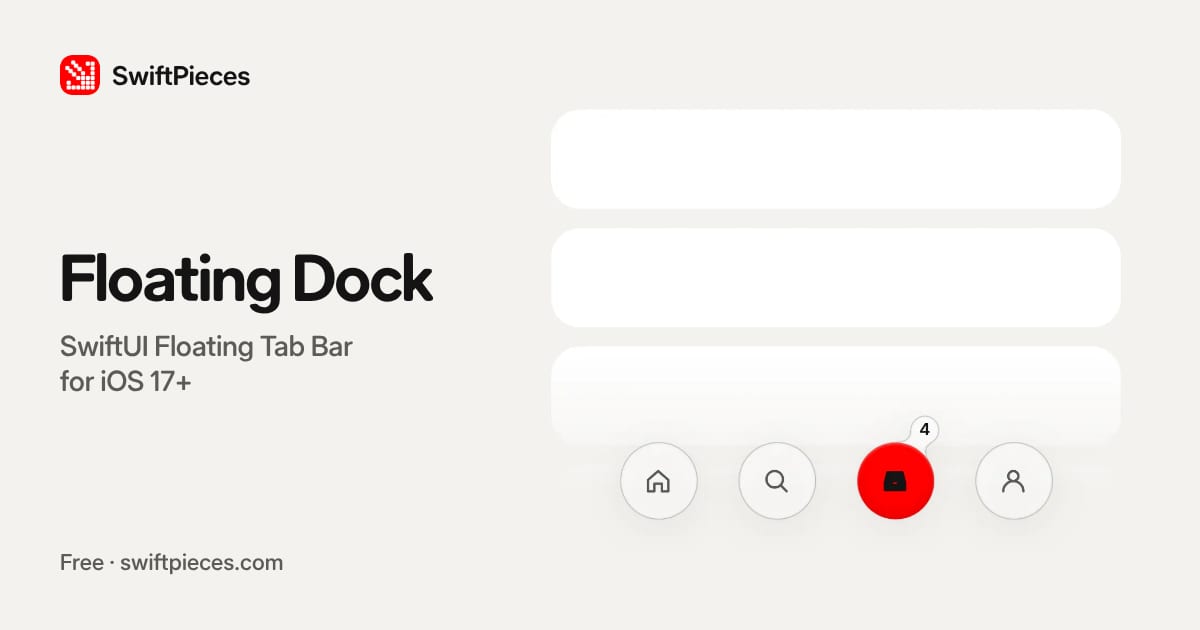 SwiftPieces
Floating Dock
SwiftUI Floating Tab Bar
for iOS 17+
4
Free · swiftpieces.com